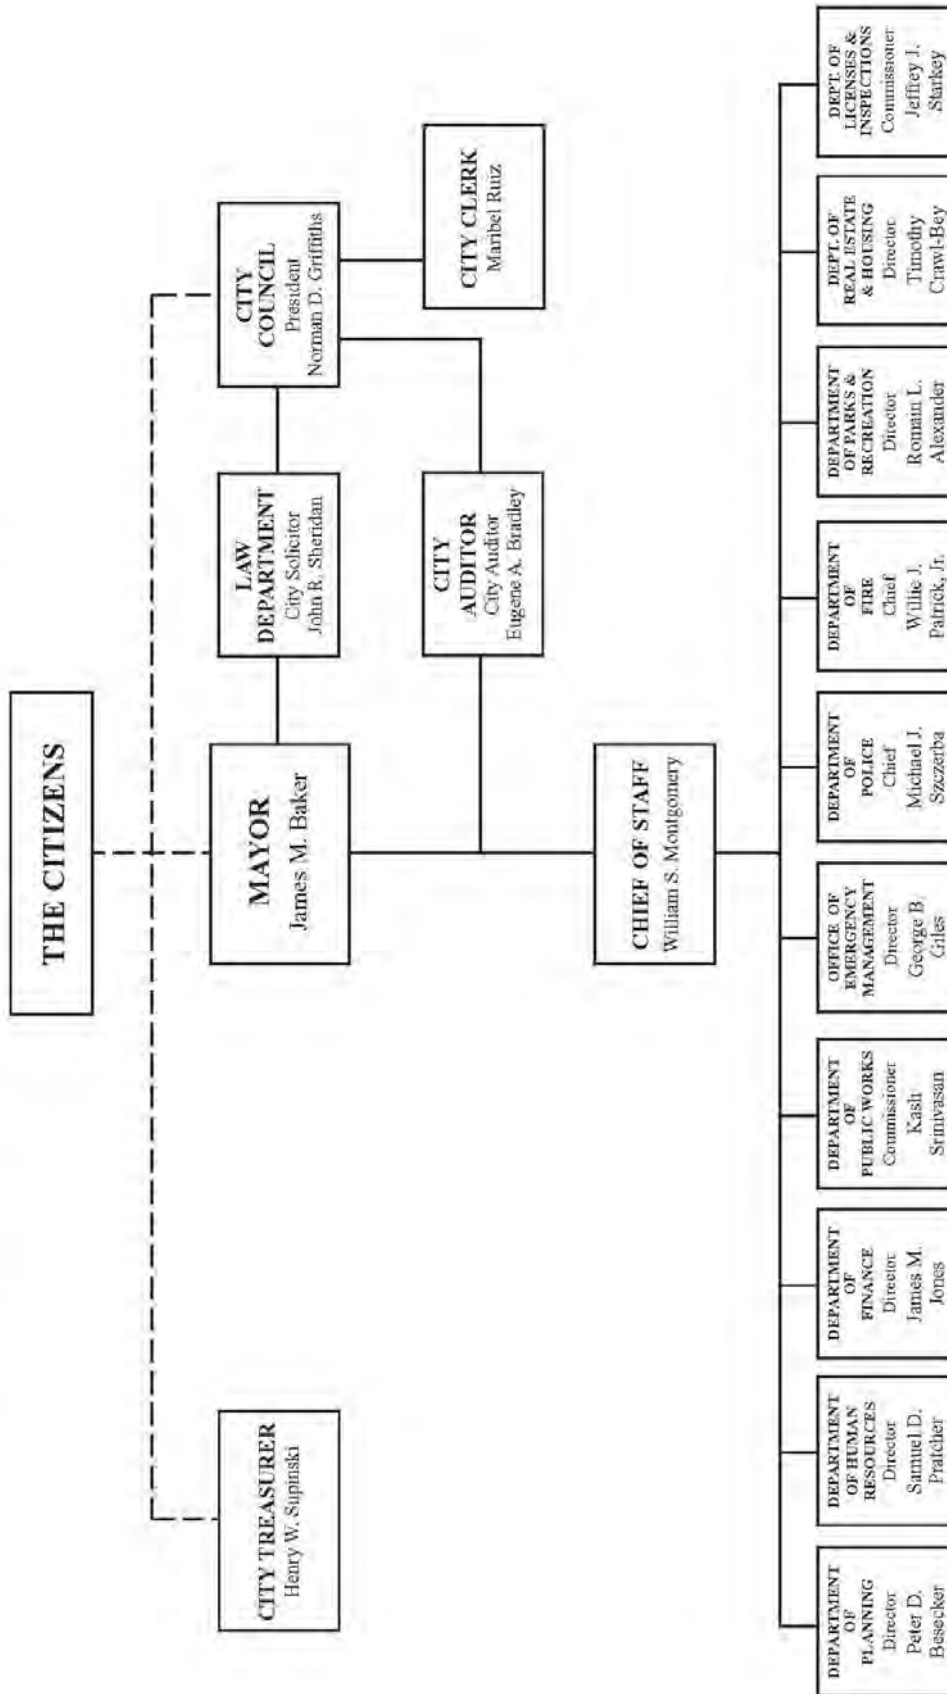 THE CITIZENS
CITY TREASURER
Henry W. Supinski
MAYOR
James M. Baker
LAW
DEPARTMENT
City Solicitor
John R. Sheridan
CITY
COUNCIL
President
Norman D. Griffiths
CITY
AUDITOR
City Auditor
Eugene A. Bradley
CITY CLERK
Maribel Ruiz
CHIEF OF STAFF
William S. Montgomery
DEPARTMENT
OF
PLANNING
Director
Peter D.
Besecker
DEPARTMENT
OF HUMAN
RESOURCES
Director
Samuel D.
Pratcher
DEPARTMENT
OF
FINANCE
Director
James M.
Jones
DEPARTMENT
OF
PUBLIC WORKS
Commissioner
Kash
Srinivasan
OFFICE OF
EMERGENCY
MANAGEMENT
Director
George B.
Giles
DEPARTMENT
OF
POLICE
Chief
Michael J.
Szczerba
DEPARTMENT
OF
FIRE
Chief
Willie J.
Patrick, Jr.
DEPARTMENT
OF PARKS &
RECREATION
Director
Romain L.
Alexander
DEPT. OF
REAL ESTATE
& HOUSING
Director
Timothy
Crawl-Bey
DEPT. OF
LICENSES &
INSPECTIONS
Commissioner
Jeffrey J.
Starkey